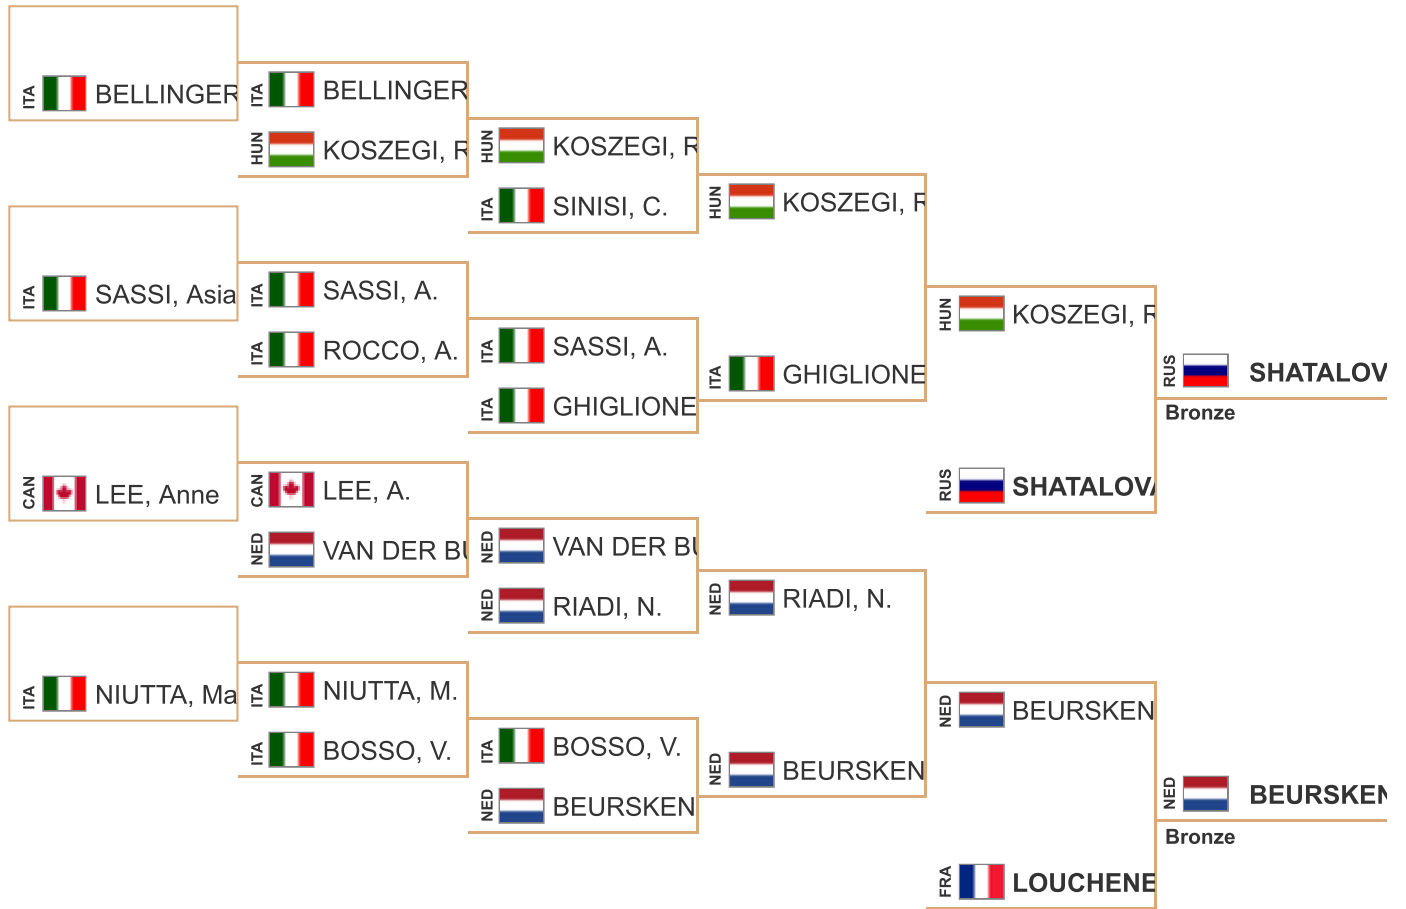 ITA BELLINGER
ITA SASSI, Asia
CAN LEE, Anne
ITA NIUTTA, Ma
ITA BELLINGER
HUN KOSZEGI, R
ITA SASSI, A.
ITA ROCCO, A.
CAN LEE, A.
NED VAN DER BU
ITA NIUTTA, M.
ITA BOSSO, V.
HUN KOSZEGI, R
ITA SINISI, C.
ITA SASSI, A.
ITA GHIGLIONE
NED VAN DER BU
NED RIADI, N.
ITA BOSSO, V.
NED BEURSKEN
HUN KOSZEGI, R
ITA GHIGLIONE
NED RIADI, N.
NED BEURSKEN
HUN KOSZEGI, R
RUS SHATALOVA
NED BEURSKEN
FRA LOUCHENE
RUS SHATALOV
Bronze
NED BEURSKEN
Bronze